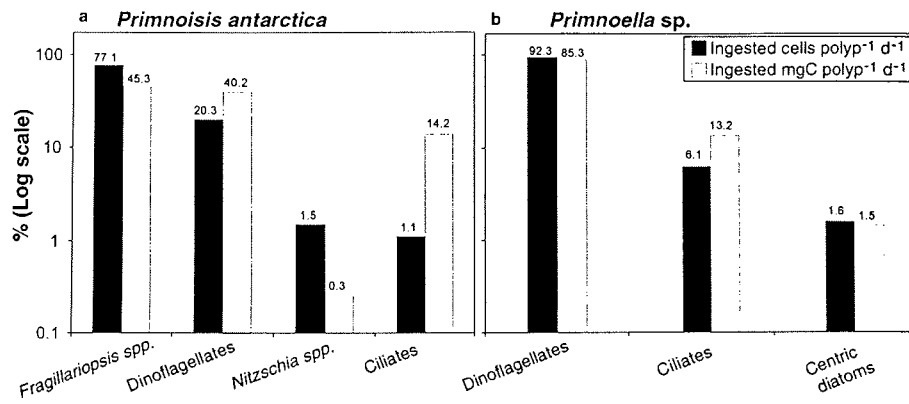 a Primnoisis antarctica
b Primnoella sp.
Ingested cells polyp-1 d-1
Ingested mgC polyp-1 d-1
% (Log scale)
100
10
1
0.1
77.1
45.3
20.3
40.2
1.5
0.3
1.1
14.2
92.3
85.3
6.1
13.2
1.6
1.5
Fragillariopsis spp.
Dinoflagellates
Nitzschia spp.
Ciliates
Dinoflagellates
Ciliates
Centric
diatoms